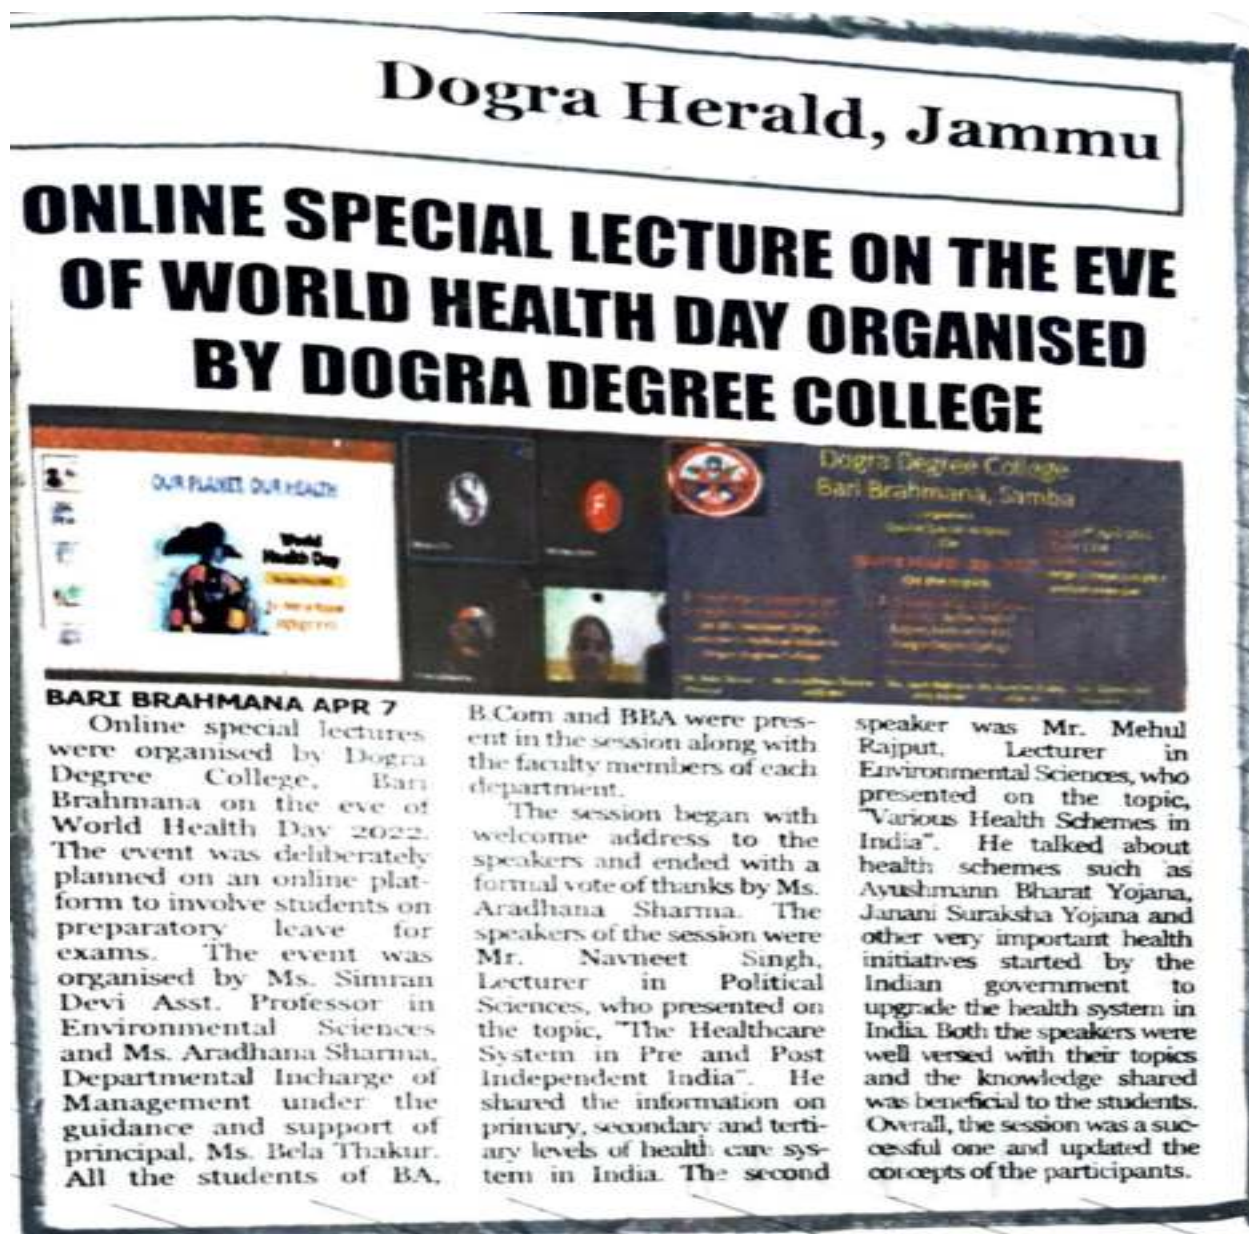 Dogra Herald, Jammu
ONLINE SPECIAL LECTURE ON THE EVE
OF WORLD HEALTH DAY ORGANISED
BY DOGRA DEGREE COLLEGE
OUR PLANET, OUR HEALTH
World
Health Day
F
Dogra Degree College
Bari Brahmana, Samba
On the topics
BARI BRAHMANA APR 7
Online special lectures
were organised by Dogra
Degree College, Bari
Brahmana on the eve of
World Health Day 2022.
The event was deliberately
planned on an online plat-
form to involve students on
preparatory leave for
exams. The event was
organised by Ms. Simran
Devi Asst. Professor in
Environmental Sciences
and Ms. Aradhana Sharma,
Departmental Incharge of
Management under the
guidance and support of
principal, Ms. Bela Thakur.
All the students of BA,
B.Com and BBA were pres-
ent in the session along with
the faculty members of each
department.
The session began with
welcome address to the
speakers and ended with a
formal vote of thanks by Ms.
Aradhana Sharma. The
speakers of the session were
Mr. Navneet Singh,
Lecturer in Political
Sciences, who presented on
the topic, "The Healthcare
System in Pre and Post
Independent India". He
shared the information on
primary, secondary and terti-
ary levels of health care sys-
tem in India. The second
speaker was Mr. Mehul
Rajput, Lecturer in
Environmental Sciences, who
presented on the topic,
"Various Health Schemes in
India". He talked about
health schemes such as
Ayushmann Bharat Yojana,
Janani Suraksha Yojana and
other very important health
initiatives started by the
Indian government to
upgrade the health system in
India. Both the speakers were
well versed with their topics
and the knowledge shared
was beneficial to the students.
Overall, the session was a suc-
cessful one and updated the
concepts of the participants.